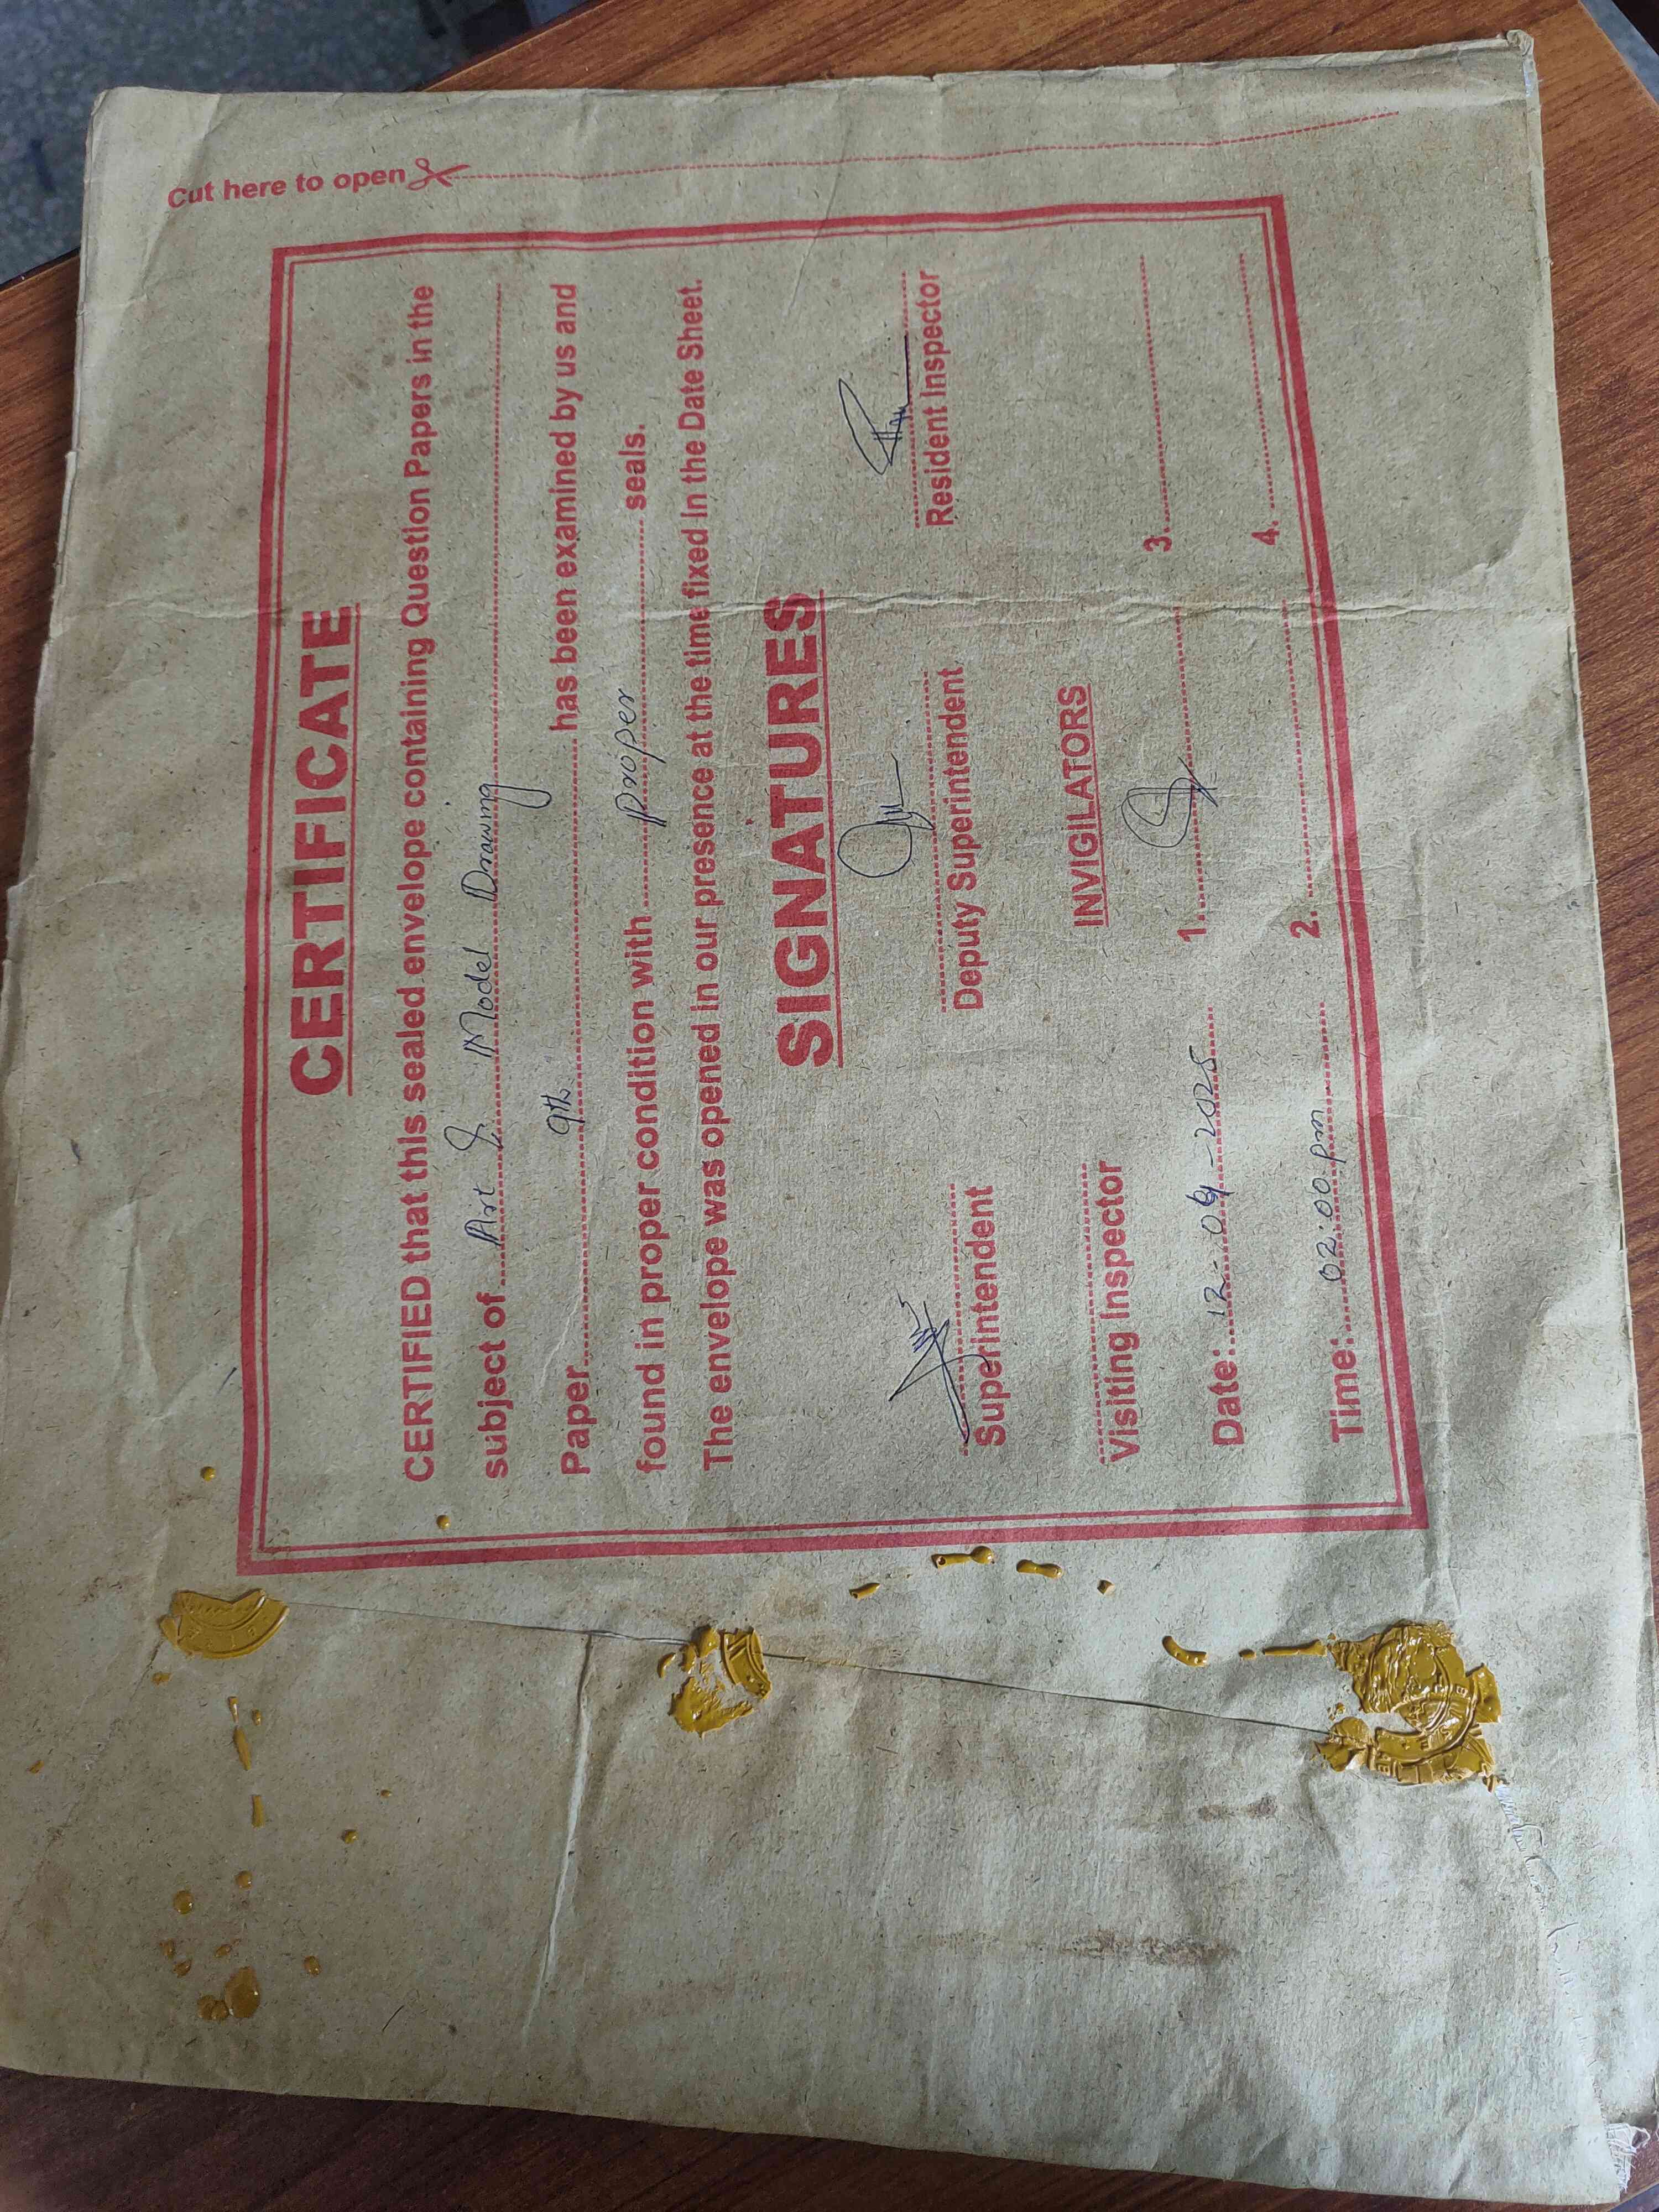 Cut here to open
CERTIFICATE
CERTIFIED that this sealed envelope containing Question Papers in the
subject of Art & Model Drawing
Paper 9th has been examined by us and
found in proper condition with proper seals.
The envelope was opened in our presence at the time fixed in the Date Sheet.
SIGNATURES
Superintendent Deputy Superintendent Resident Inspector
Visiting Inspector INVIGILATORS
Date: 12-09-2025 1. 3.
Time: 02:00 pm 2. 4.